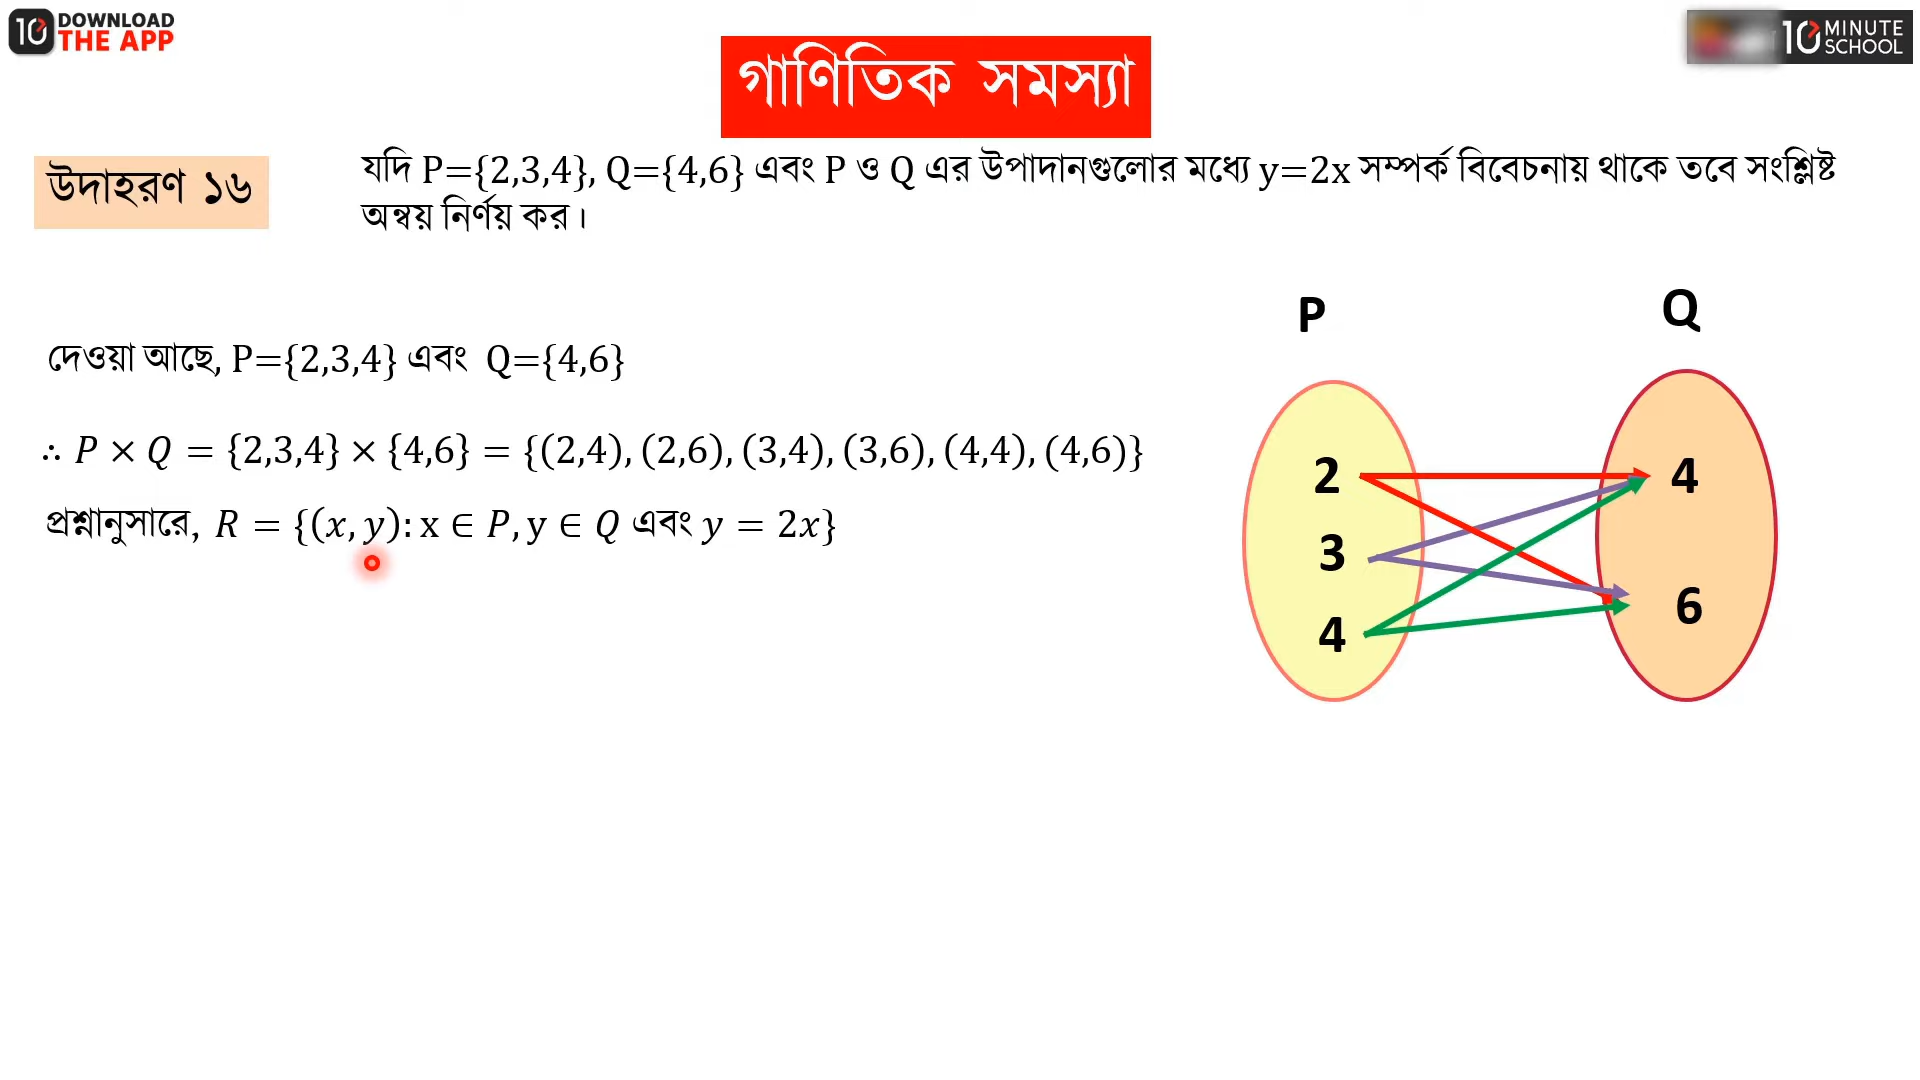 10 DOWNLOAD
THE APP
10 MINUTE
SCHOOL
গাণিতিক সমস্যা
উদাহরণ ১৬
যদি P={2,3,4}, Q={4,6} এবং P ও Q এর উপাদানগুলোর মধ্যে y=2x সম্পর্ক বিবেচনায় থাকে তবে সংশ্লিষ্ট
অন্বয় নির্ণয় কর।
দেওয়া আছে, P={2,3,4} এবং Q={4,6}
∴ P × Q = {2,3,4} × {4,6} = {(2,4), (2,6), (3,4), (3,6), (4,4), (4,6)}
প্রশ্নানুসারে, R = {(x, y): x ∈ P, y ∈ Q এবং y = 2x}
P Q
2 4
3
6
4